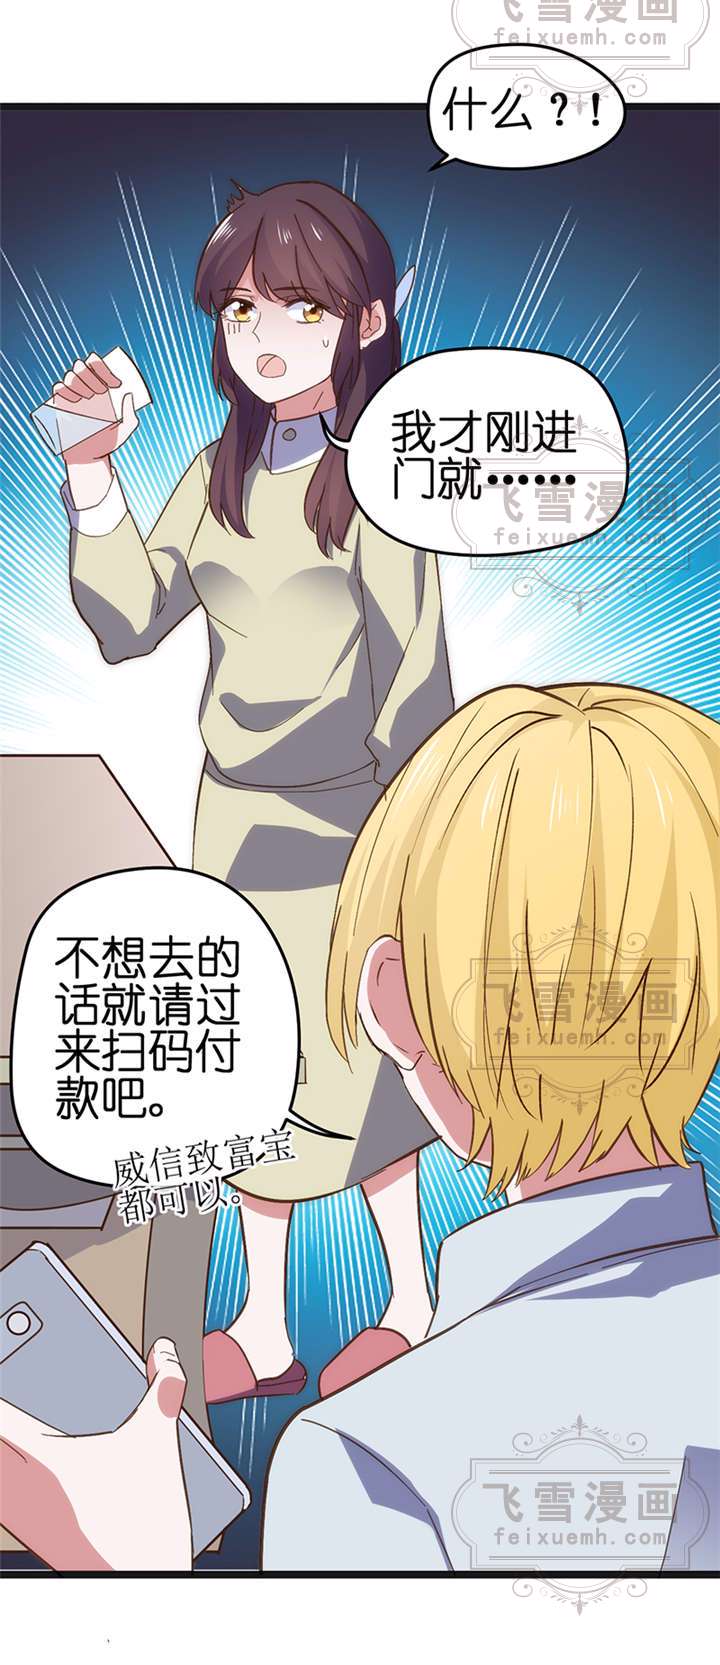 飞雪漫画
feixuemh.com
什么？！
我才刚进
门就……
飞雪漫画
feixuemh.com
不想去的
话就请过
来扫码付
款吧。
飞雪漫画
feixuemh.com
威信致富宝
都可以。
飞雪漫画
feixuemh.com